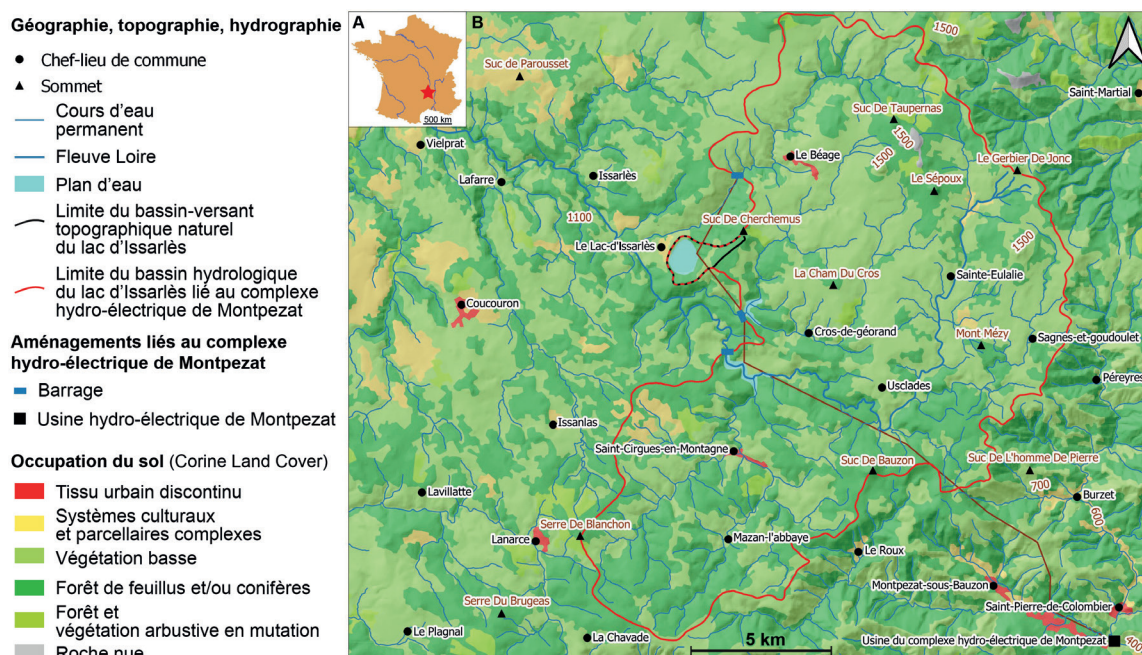 Géographie, topographie, hydrographie
Chef-lieu de commune
Sommet
Cours d'eau
permanent
Fleuve Loire
Plan d'eau
Limite du bassin-versant
topographique naturel
du lac d'Issarlès
Limite du bassin hydrologique
du lac d'Issarlès lié au complexe
hydro-électrique de Montpezat
Aménagements liés au complexe
hydro-électrique de Montpezat
Barrage
Usine hydro-électrique de Montpezat
Occupation du sol (Corine Land Cover)
Tissu urbain discontinu
Systèmes culturaux
et parcellaires complexes
Végétation basse
Forêt de feuillus et/ou conifères
Forêt et
végétation arbustive en mutation
Roche nue
A
500 km
B
1500
Suc de Parousset
Saint-Martial
Suc De Taupernas
1500
Vielprat
Le Béage
1500
Le Gerbier De Jonc
Lafarre
Issarlès
Le Sépoux
1100
Suc De Cherchemus
Le Lac-d'Issarlès
1500
La Cham Du Cros
Sainte-Eulalie
Coucouron
Cros-de-géorand
Mont Mézy
Sagnes-et-goudoulet
Péreyres
Usclades
Issanlas
Saint-Cirgues-en-Montagne
Suc De Bauzon
Suc De L'homme De Pierre
700
Burzet
Lavillatte
600
Serre De Blanchon
Lanarce
Mazan-l'abbaye
Le Roux
Montpezat-sous-Bauzon
Serre Du Brugeas
Saint-Pierre-de-Colombier
Le Plagnal
La Chavade
5 km
Usine du complexe hydro-électrique de Montpezat
400